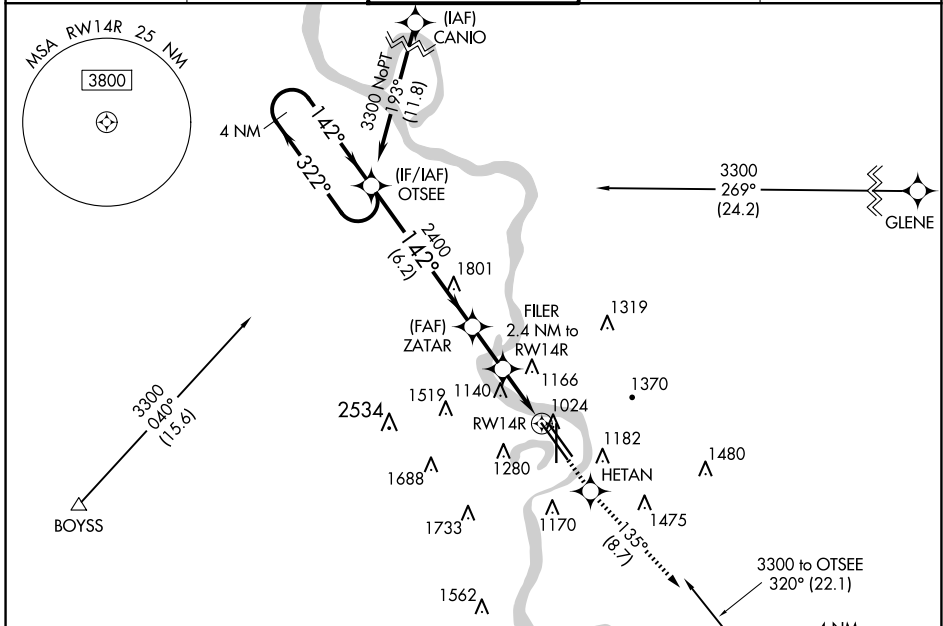 MSA RW14R 25 NM
3800
(IAF)
CANIO
3300 NoPT
193°
(11.8)
4 NM
142°
322°
(IF/IAF)
OTSEE
3300
269°
(24.2)
GLENE
2400
142°
(6.2)
1801
(FAF)
ZATAR
FILER
2.4 NM to
RW14R
1319
1166
1140
1370
3300
040°
(15.6)
BOYSS
1519
2534
RW14R
1024
1182
1280
1688
1480
HETAN
1733
1170
1475
135°
(8.7)
3300 to OTSEE
320° (22.1)
1562
4 NM